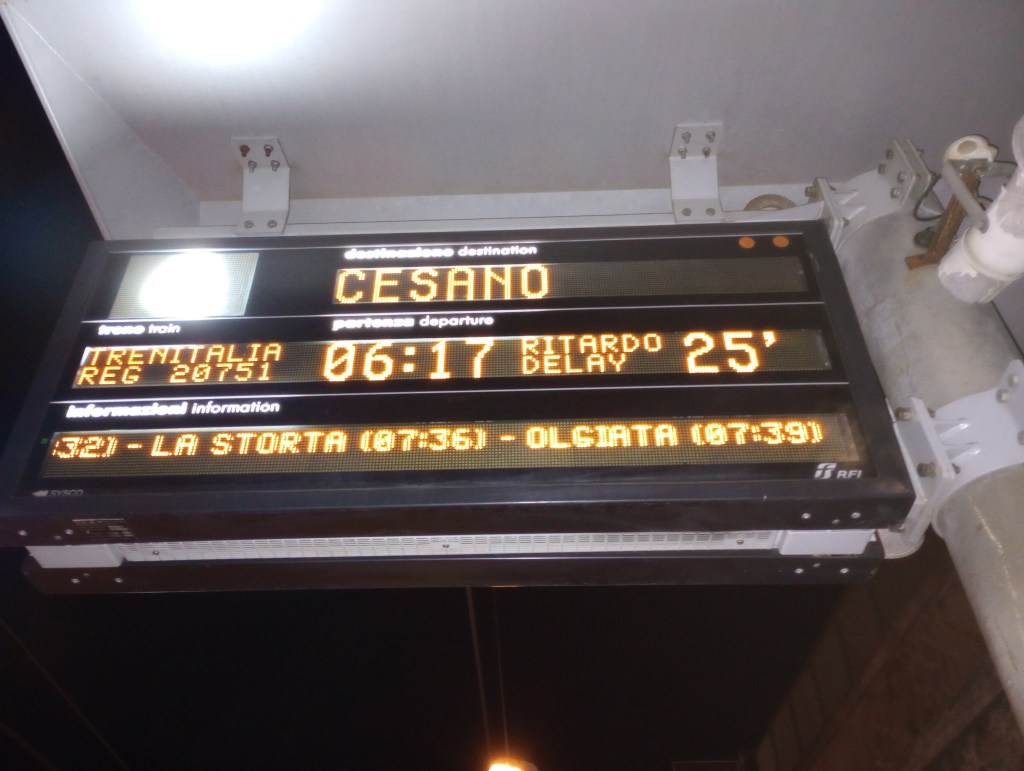 destinazione destination
CESANO
treno train
partenza departure
TRENITALIA
REG 20751
06:17
RITARDO
DELAY
25'
informazioni information
:32) - LA STORTA (07:36) - OLGIATA (07:39)
SYSCO
RFI